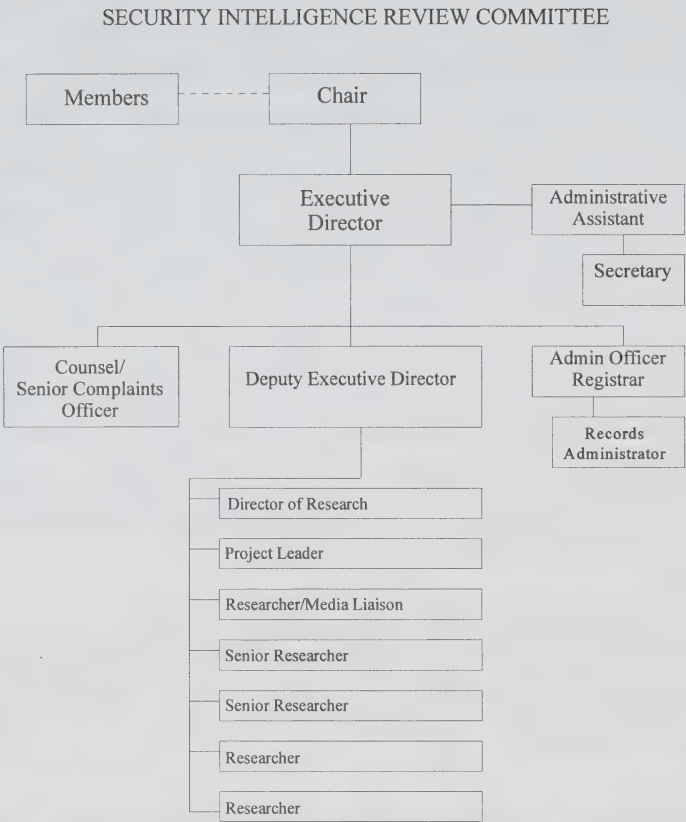 SECURITY INTELLIGENCE REVIEW COMMITTEE
Members
Chair
Executive
Director
Administrative
Assistant
Secretary
Counsel/
Senior Complaints
Officer
Deputy Executive Director
Admin Officer
Registrar
Records
Administrator
Director of Research
Project Leader
Researcher/Media Liaison
Senior Researcher
Senior Researcher
Researcher
Researcher